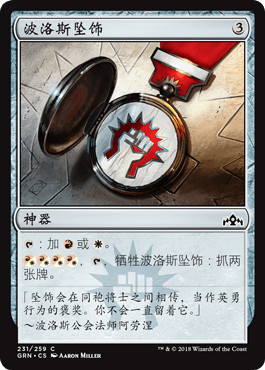 波洛斯坠饰 3
神器
：加或。
，，牺牲波洛斯坠饰：抓两
张牌。
「坠饰会在同袍将士之间相传，当作英勇
行为的褒奖。你不会一直留着它。」
～波洛斯公会法师阿劳涅
231/259 C
GRN • CS Aaron Miller
™ & © 2018 Wizards of the Coast